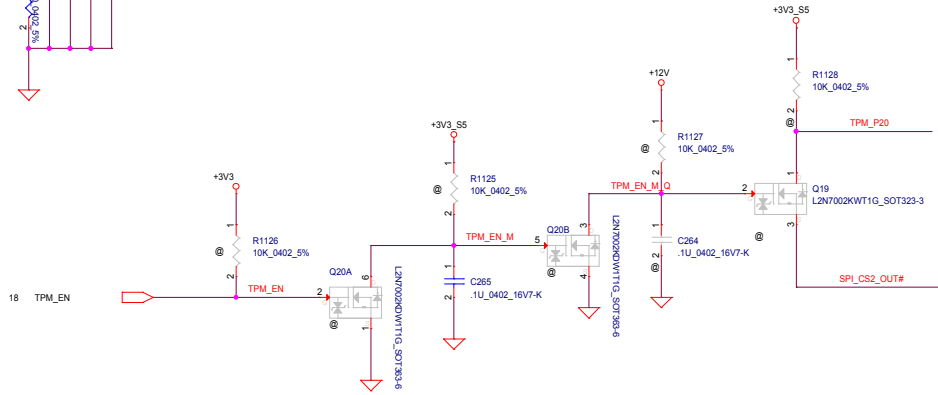 2
0402_5%
+3V3_S5
1
R1128
10K_0402_5%
2
@
TPM_P20
+12V
1
R1127
@
10K_0402_5%
2
+3V3_S5
1
R1125
@
10K_0402_5%
2
TPM_EN_M_Q
2
1
Q19
L2N7002KWT1G_SOT323-3
3
@
+3V3
1
R1126
@
10K_0402_5%
2
TPM_EN_M
5
Q20B
3
4
@
L2N7002KDW1T1G_SOT363-6
1
C264
.1U_0402_16V7-K
@
2
SPI_CS2_OUT#
18 TPM_EN
TPM_EN
2
Q20A
6
1
@
L2N7002KDW1T1G_SOT363-6
1
C265
.1U_0402_16V7-K
2